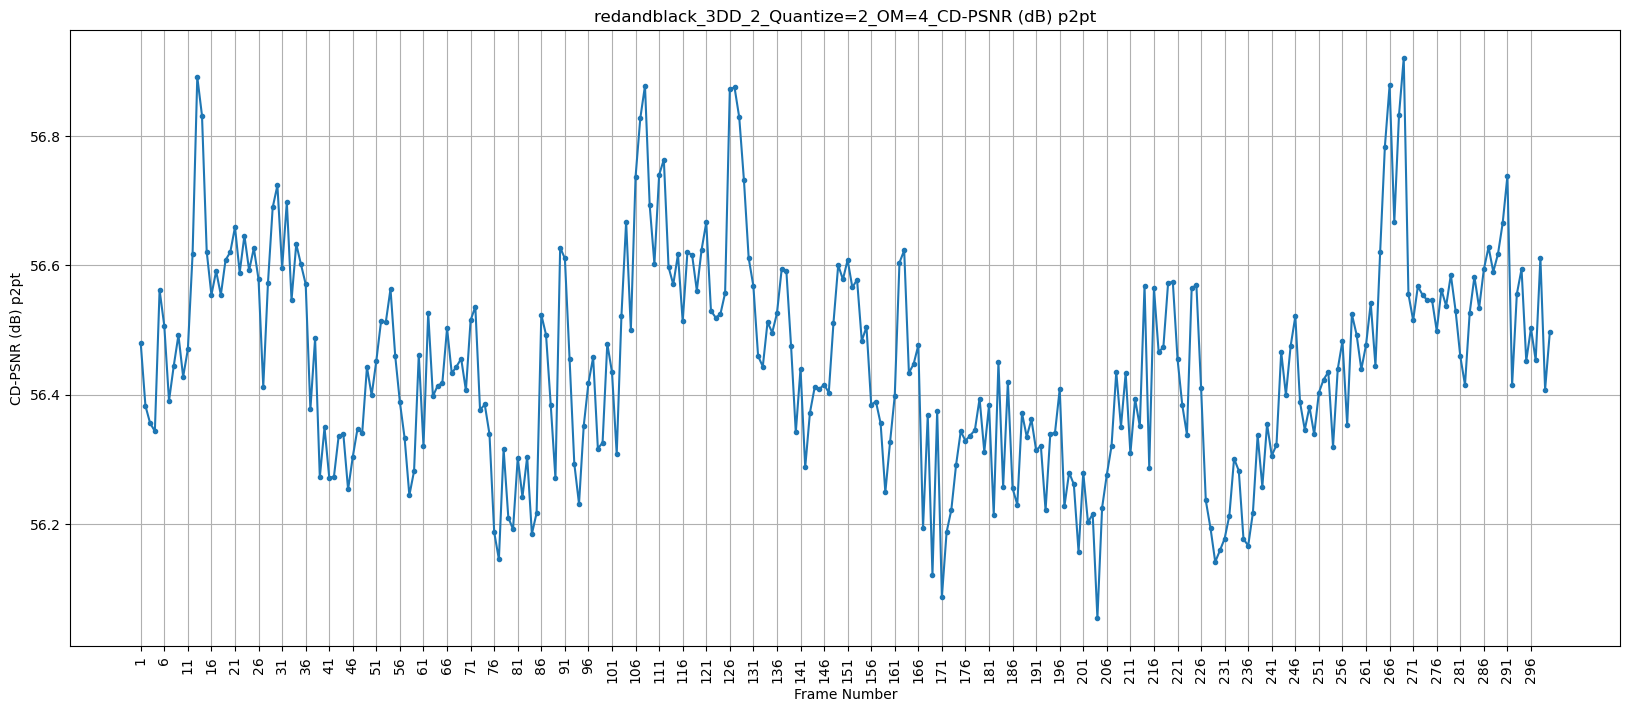 redandblack_3DD_2_Quantize=2_OM=4_CD-PSNR (dB) p2pt
CD-PSNR (dB) p2pt
56.8
56.6
56.4
56.2
1 6 11 16 21 26 31 36 41 46 51 56 61 66 71 76 81 86 91 96 101 106 111 116 121 126 131 136 141 146 151 156 161 166 171 176 181 186 191 196 201 206 211 216 221 226 231 236 241 246 251 256 261 266 271 276 281 286 291 296
Frame Number